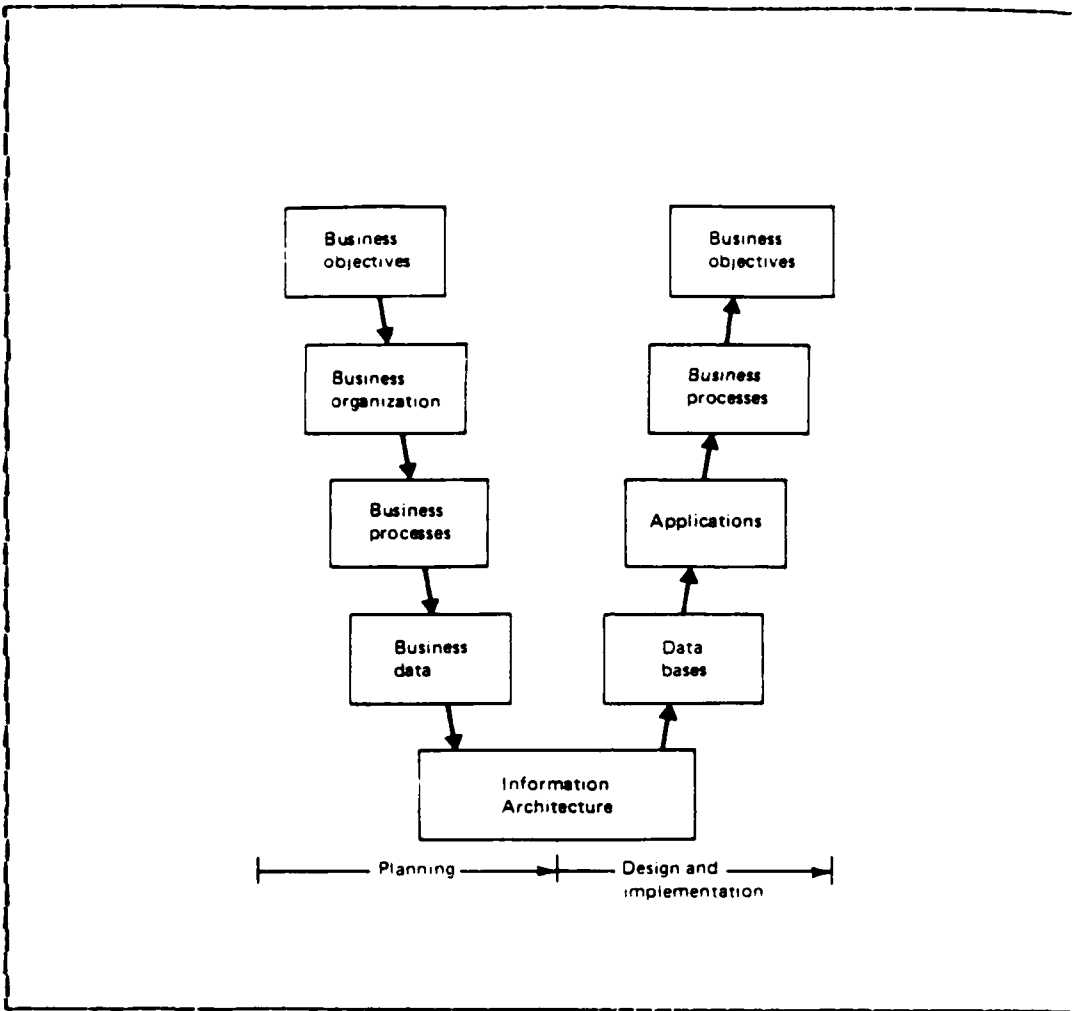 Business
objectives
Business
organization
Business
processes
Business
data
Information
Architecture
Data
bases
Applications
Business
processes
Business
objectives
Planning
Design and
implementation